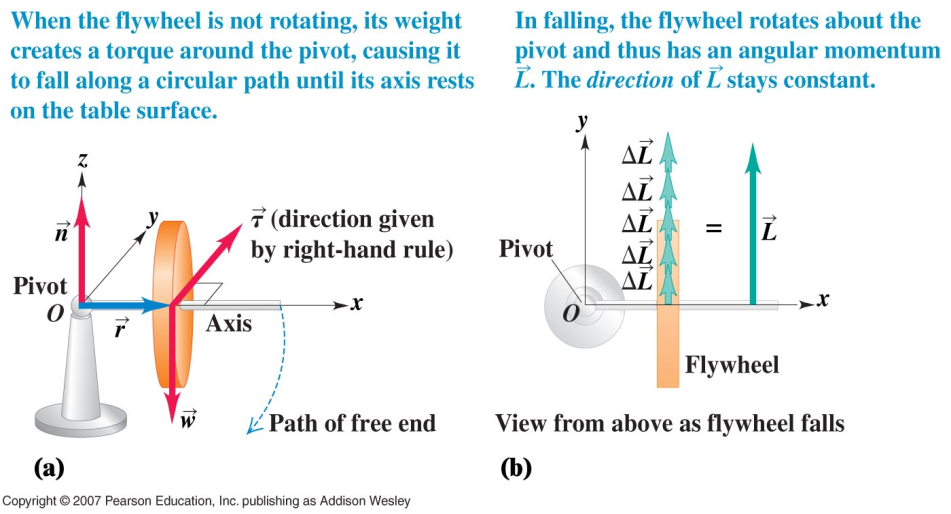 When the flywheel is not rotating, its weight
creates a torque around the pivot, causing it
to fall along a circular path until its axis rests
on the table surface.
In falling, the flywheel rotates about the
pivot and thus has an angular momentum
L⃗. The direction of L⃗ stays constant.
z
n⃗
y
τ⃗ (direction given
by right-hand rule)
Pivot
O
r⃗
Axis
x
w⃗
Path of free end
(a)
y
ΔL⃗
ΔL⃗
ΔL⃗
ΔL⃗
ΔL⃗
=
L⃗
Pivot
O
x
Flywheel
View from above as flywheel falls
(b)
Copyright © 2007 Pearson Education, Inc. publishing as Addison Wesley